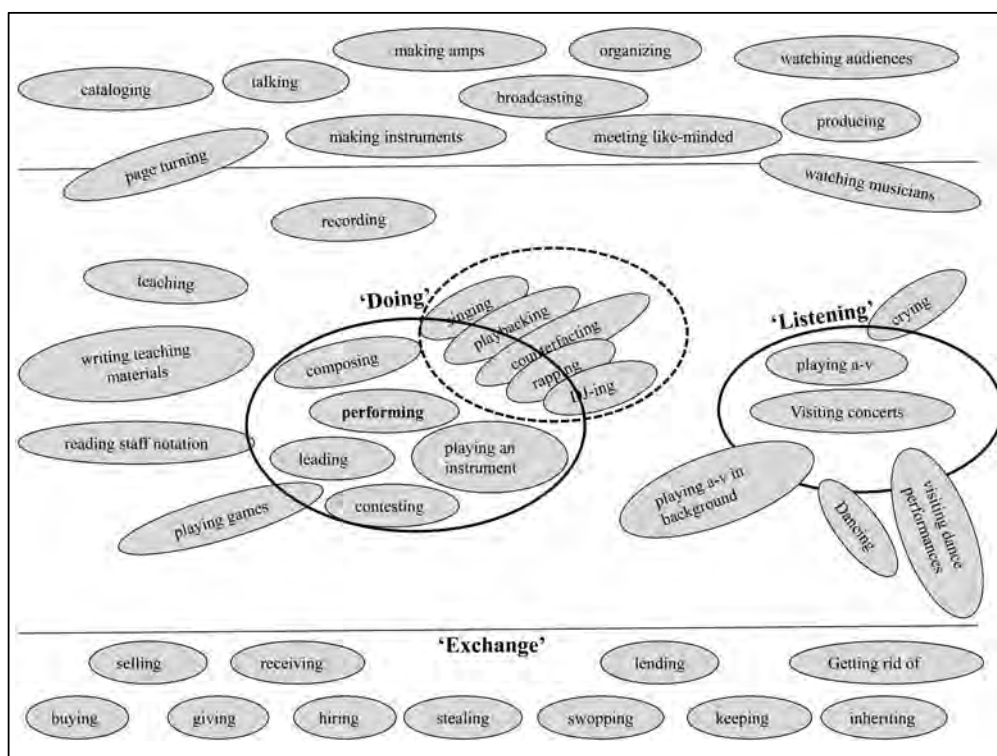 making amps
organizing
watching audiences
cataloging
talking
broadcasting
producing
making instruments
meeting like-minded
page turning
watching musicians
recording
teaching
'Doing'
singing
playbacking
counterfacting
rapping
DJ-ing
'Listening'
crying
writing teaching
materials
composing
playing a-v
performing
Visiting concerts
reading staff notation
leading
playing an
instrument
contesting
playing games
playing a-v in
background
Dancing
visiting dance
performances
'Exchange'
selling
receiving
lending
Getting rid of
buying
giving
hiring
stealing
swopping
keeping
inheriting